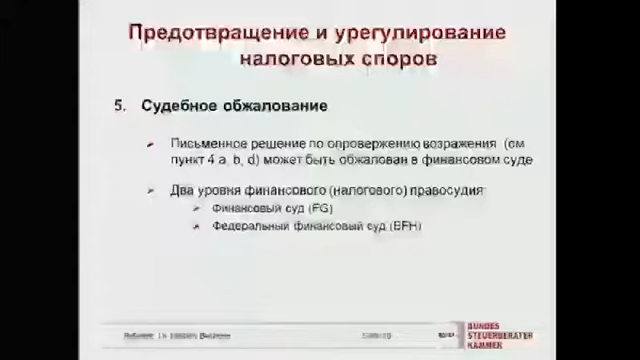 Предотвращение и урегулирование
налоговых споров
5. Судебное обжалование
Письменное решение по опровержению возражения (см
пункт 4 a, b, d) может быть обжалован в финансовом суде
Два уровня финансового (налогового) правосудия
Финансовый суд (FG)
Федеральный финансовый суд (BFH)
BUNDES
STEUERBERATER
KAMMER